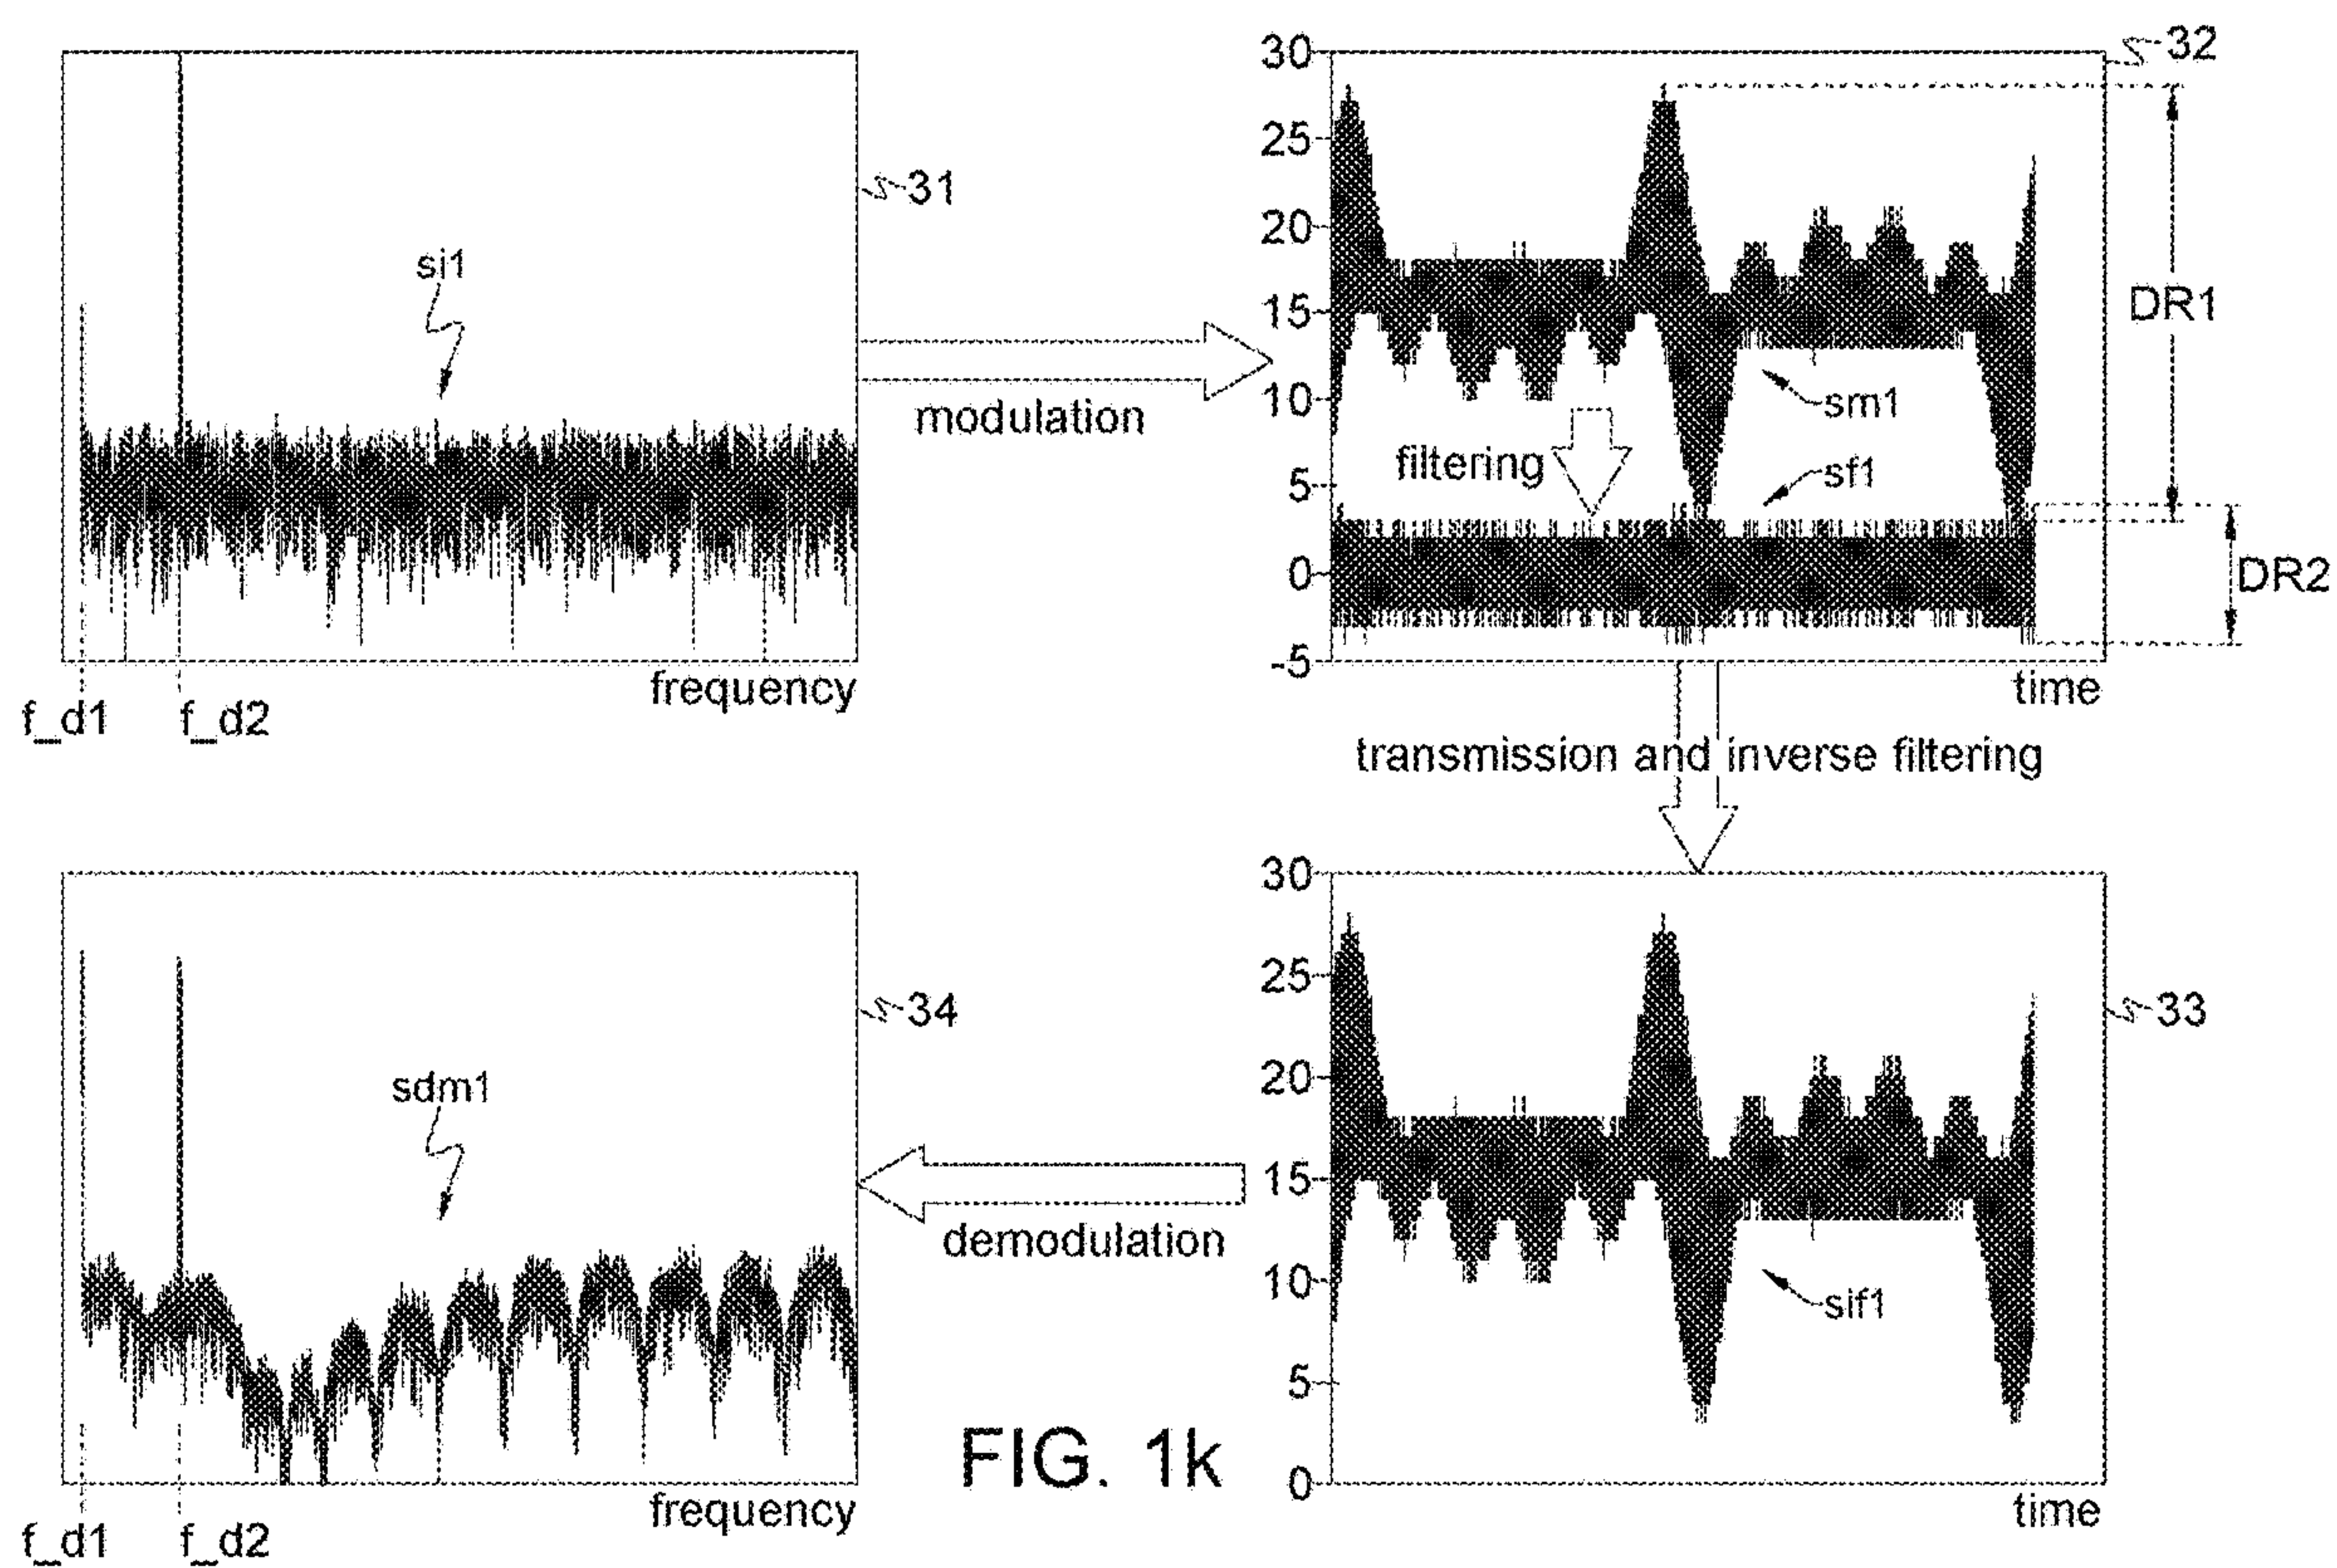 31
si1
frequency
f_d1
f_d2
modulation
30
25
20
15
10
5
0
-5
32
DR1
sm1
filtering
sf1
DR2
time
transmission and inverse filtering
30
25
20
15
10
5
0
33
sif1
time
demodulation
34
sdm1
frequency
f_d1
f_d2
FIG. 1k